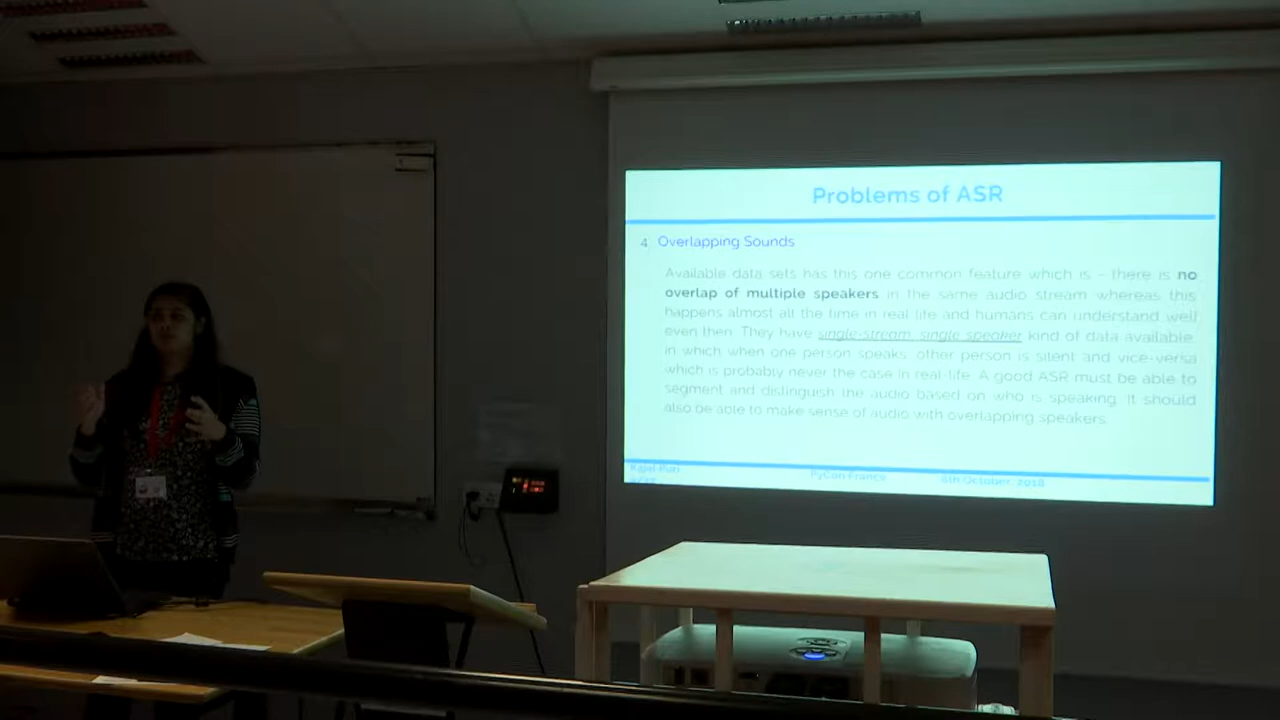 Problems of ASR
4. Overlapping Sounds
Available data sets has this one common feature which is - there is no
overlap of multiple speakers in the same audio stream whereas this
happens almost all the time in real life and humans can understand well
even then. They have single-stream, single speaker kind of data available,
in which when one person speaks, other person is silent and vice-versa
which is probably never the case in real-life. A good ASR must be able to
segment and distinguish the audio based on who is speaking. It should
also be able to make sense of audio with overlapping speakers.
Kajal Puri PyCon France 8th October, 2018